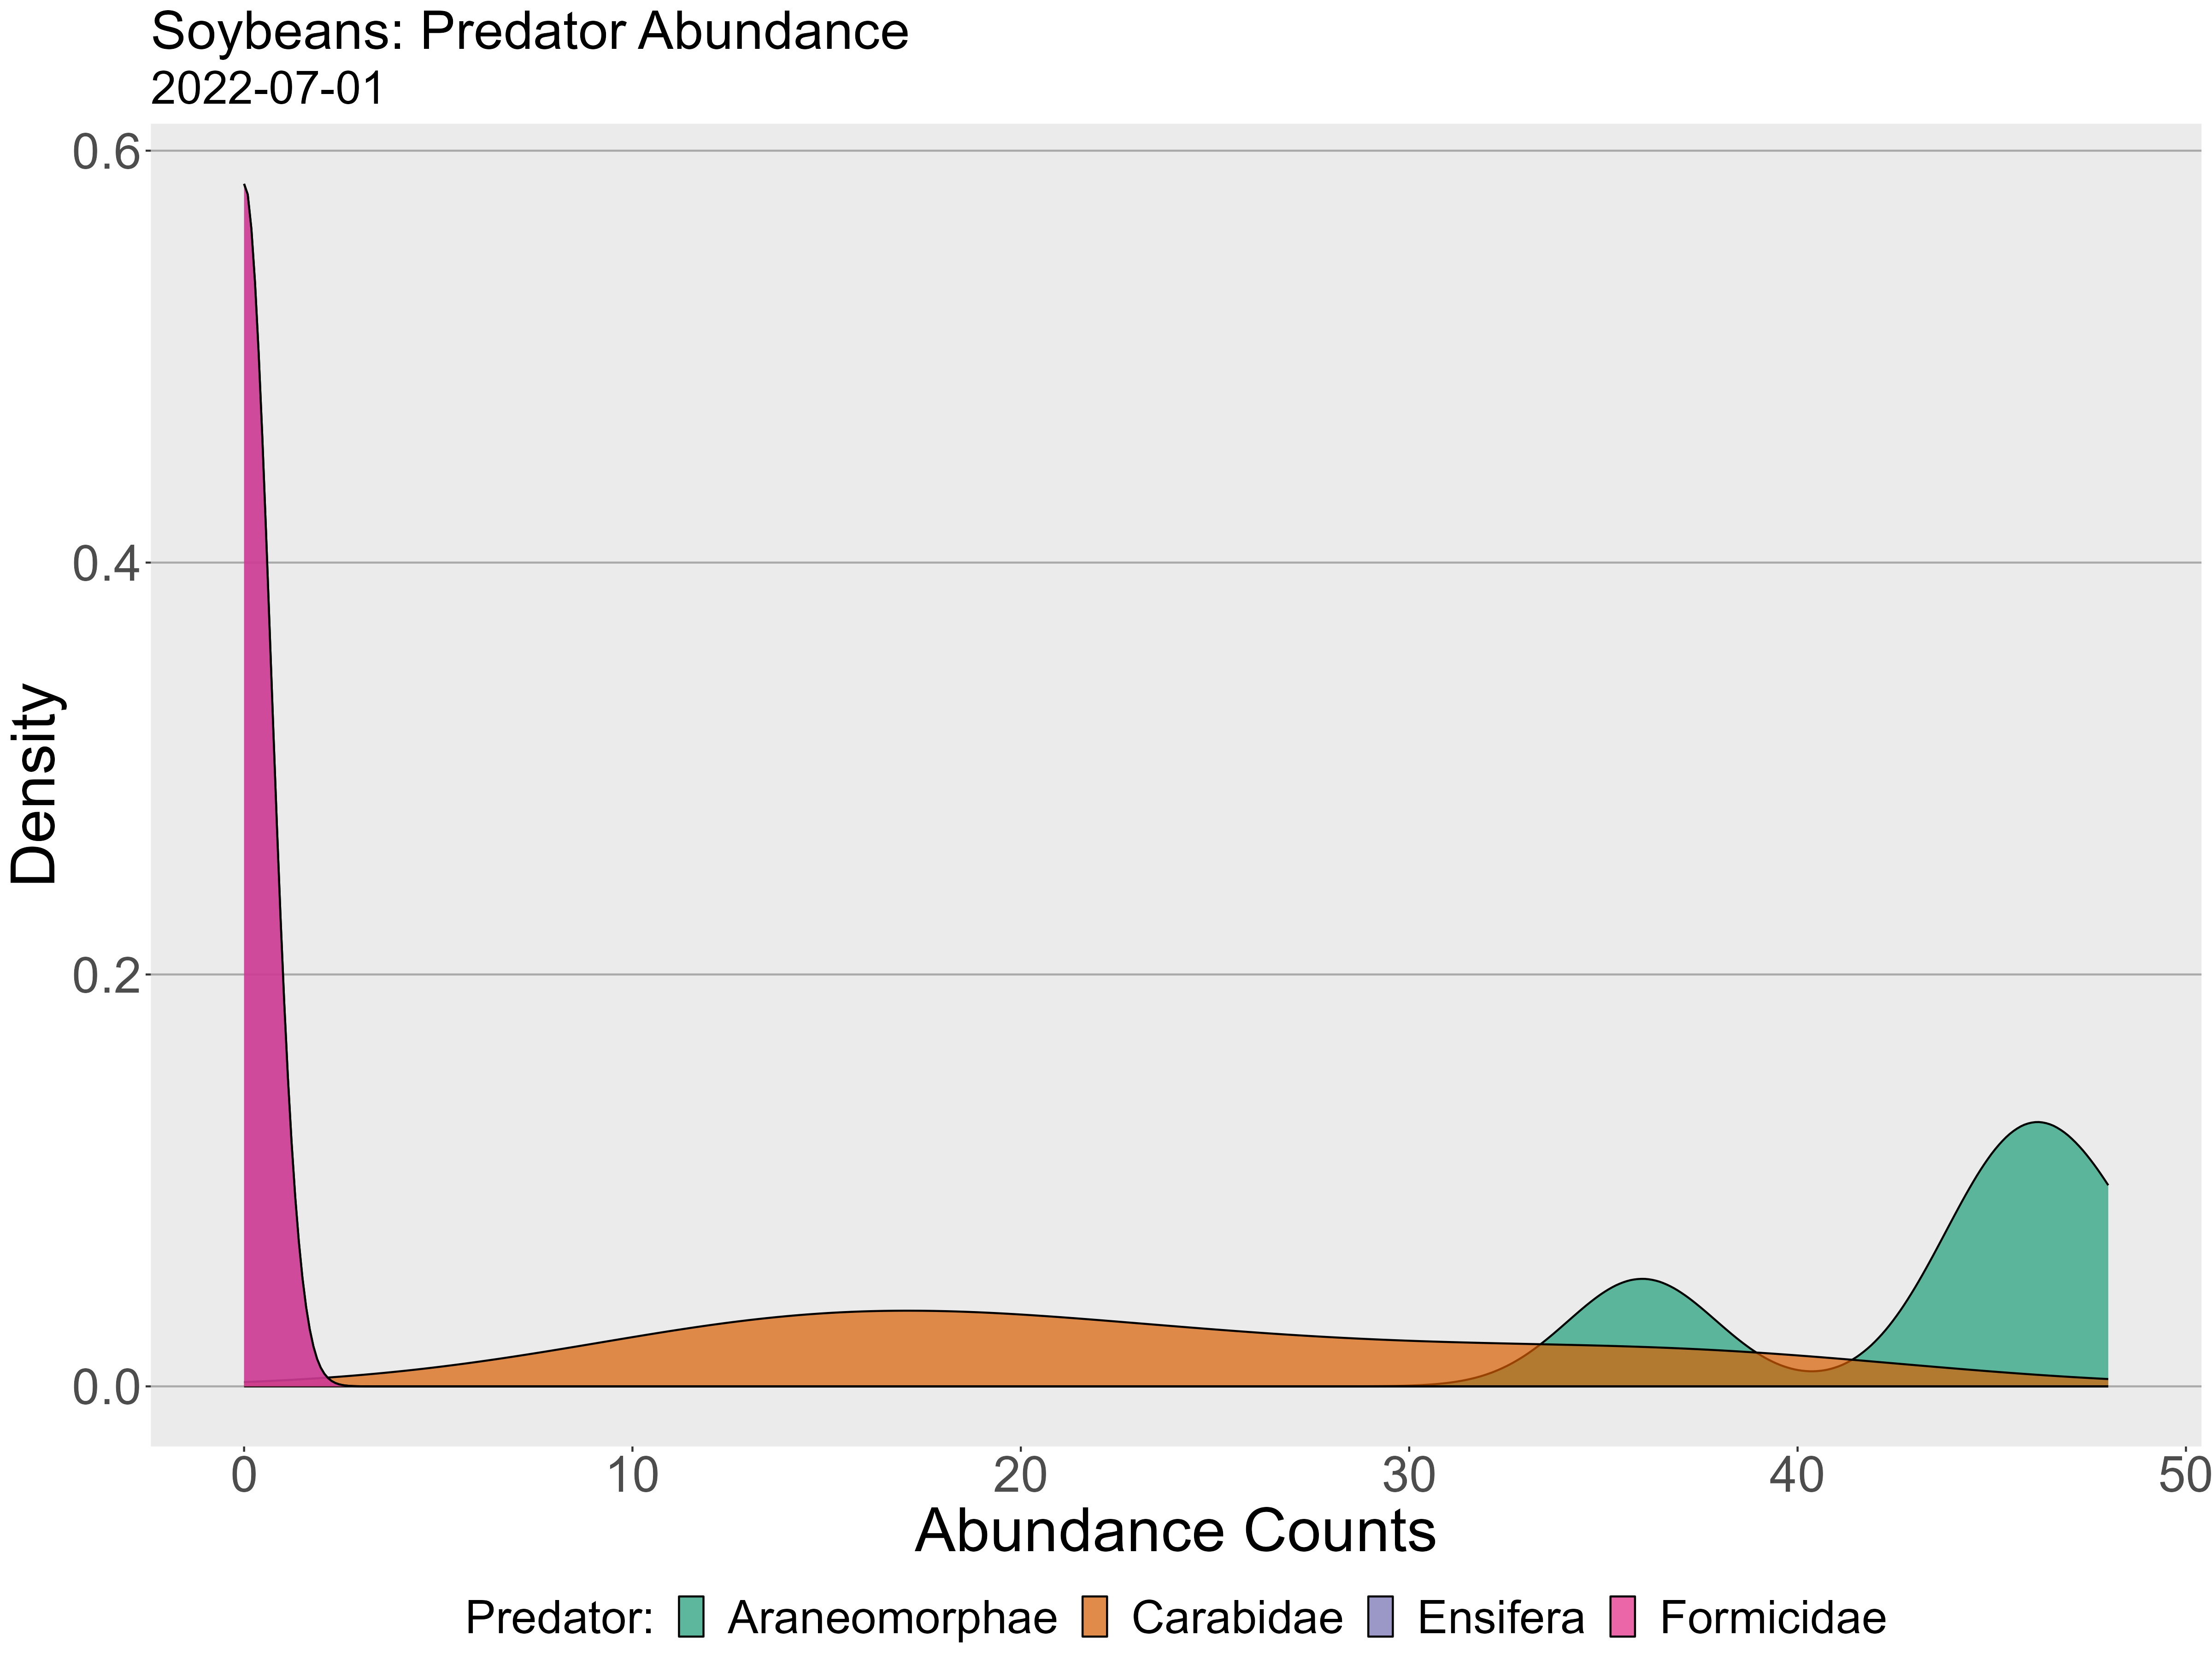 Soybeans: Predator Abundance
2022-07-01
0.6
0.4
0.2
0.0
Density
0 10 20 30 40 50
Abundance Counts
Predator: Araneomorphae Carabidae Ensifera Formicidae